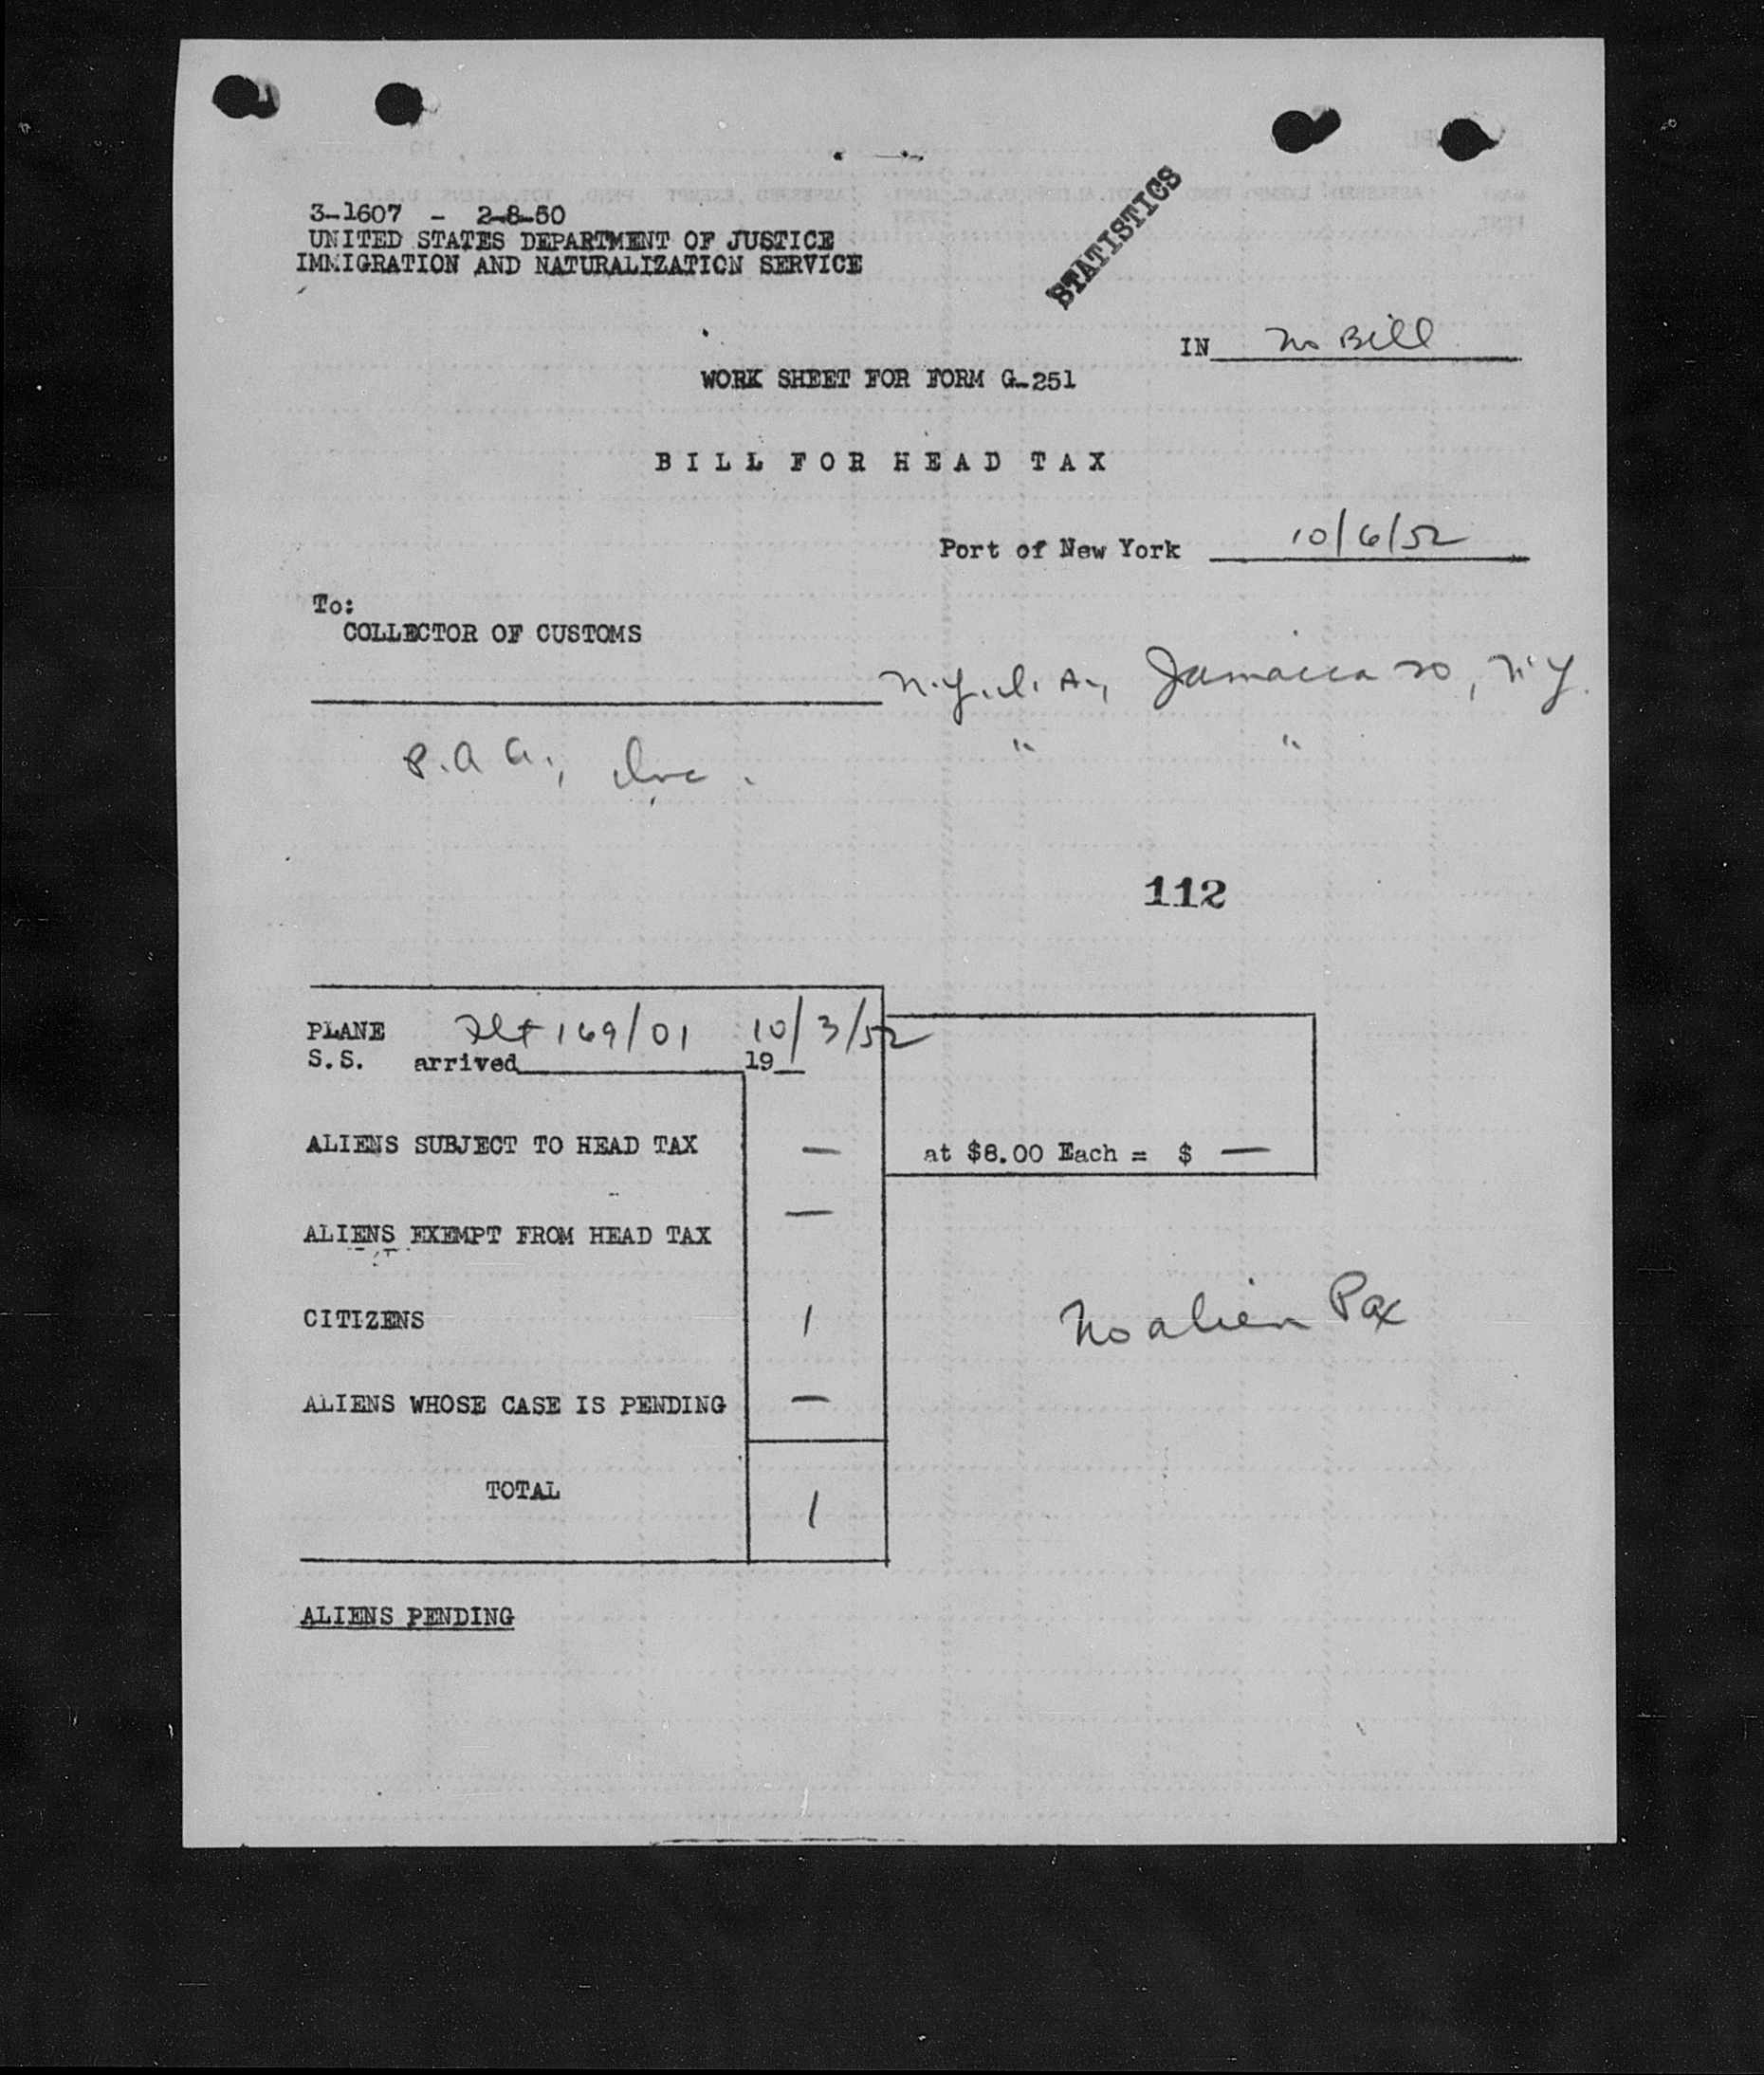 3-1607 - 2-8-50
UNITED STATES DEPARTMENT OF JUSTICE
IMMIGRATION AND NATURALIZATION SERVICE
STATISTICS
IN No Bill
WORK SHEET FOR FORM G-251
BILL FOR HEAD TAX
Port of New York 10/6/52
To:
COLLECTOR OF CUSTOMS
N.Y.I.A., Jamaica 30, N.Y.
P.A.A., Inc. " "
112
PLANE Flt 169/01 10/3/52
S.S. arrived 19
ALIENS SUBJECT TO HEAD TAX — at $8.00 Each = $ —
ALIENS EXEMPT FROM HEAD TAX —
CITIZENS 1 No alien Pax
ALIENS WHOSE CASE IS PENDING —
TOTAL 1
ALIENS PENDING